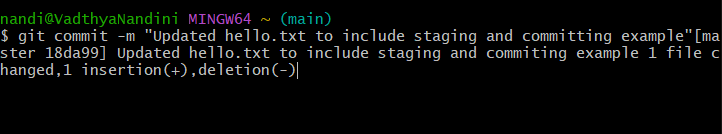 nandi@VadthyaNandini MINGW64 ~ (main)
$ git commit -m "Updated hello.txt to include staging and committing example"[ma
ster 18da99] Updated hello.txt to include staging and commiting example 1 file c
hanged,1 insertion(+),deletion(-)